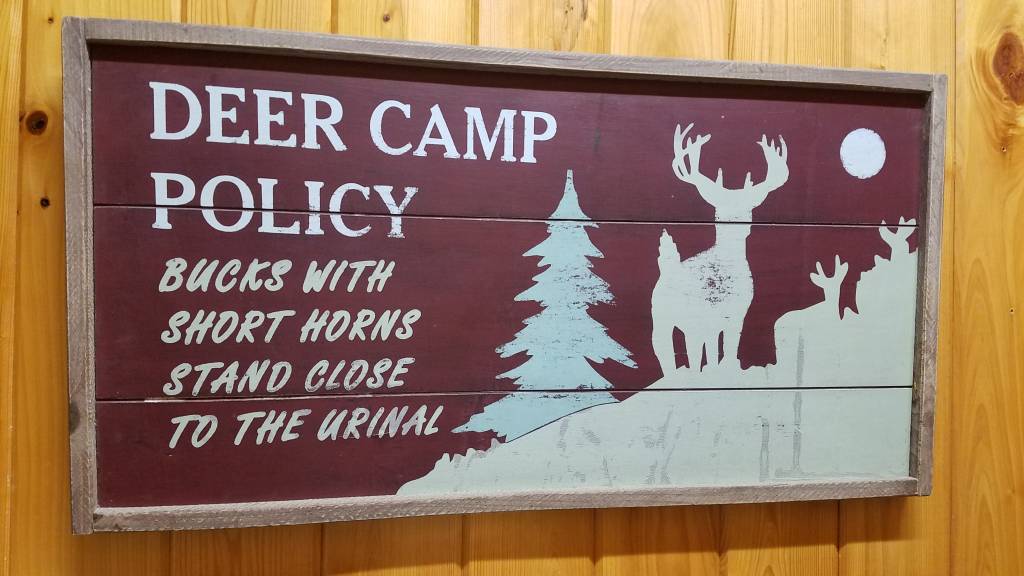 DEER CAMP
POLICY
BUCKS WITH
SHORT HORNS
STAND CLOSE
TO THE URINAL